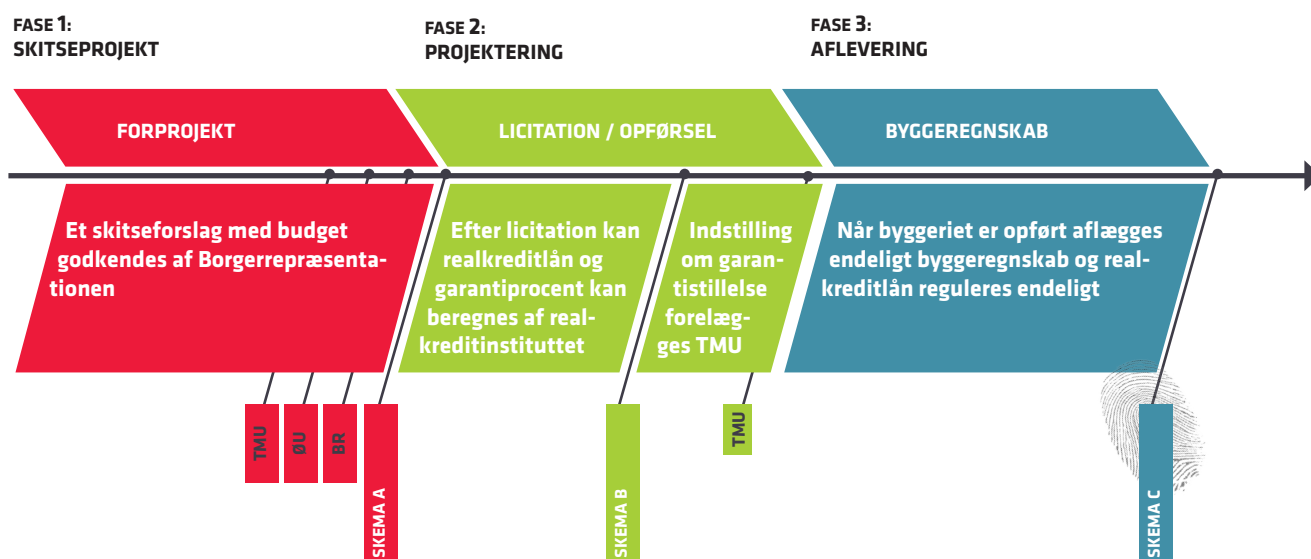 FASE 1:
SKITSEPROJEKT
FASE 2:
PROJEKTERING
FASE 3:
AFLEVERING
FORPROJEKT
LICITATION / OPFØRSEL
BYGGEREGNSKAB
Et skitseforslag med budget
godkendes af Borgerrepræsenta-
tionen
Efter licitation kan
realkreditlån og
garantiprocent kan
beregnes af real-
kreditinstituttet
Indstilling
om garan-
tistillelse
forelæg-
ges TMU
Når byggeriet er opført aflægges
endeligt byggeregnskab og real-
kreditlån reguleres endeligt
TMU
ØU
BR
SKEMA A
SKEMA B
TMU
SKEMA C